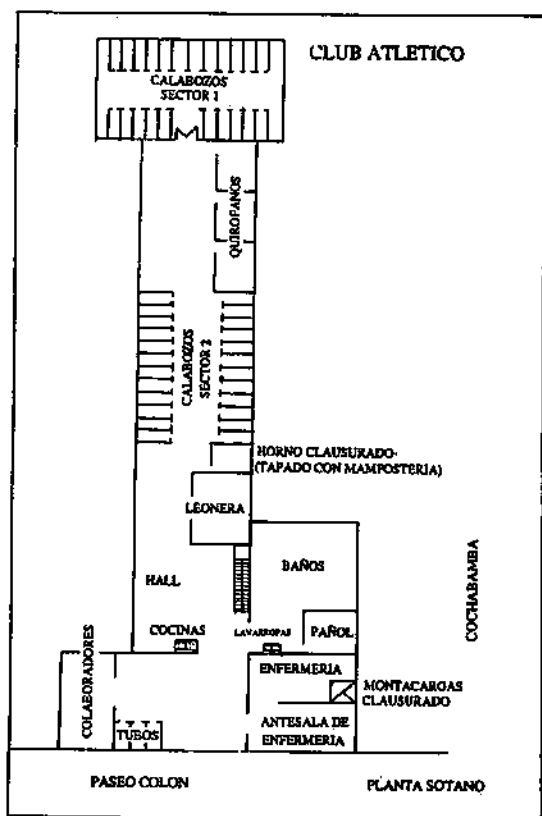 CLUB ATLETICO
CALABOZOS
SECTOR 1
QUIROFANOS
CALABOZOS
SECTOR 2
HORNO CLAUSURADO-
(TAPADO CON MAMPOSTERIA)
LEONERA
BAÑOS
HALL
COCHABAMBA
COCINAS
LAVARROPAS
PAÑOL
COLABORADORES
ENFERMERIA
MONTACARGAS
CLAUSURADO
TUBOS
ANTESALA DE
ENFERMERIA
PASEO COLON
PLANTA SOTANO